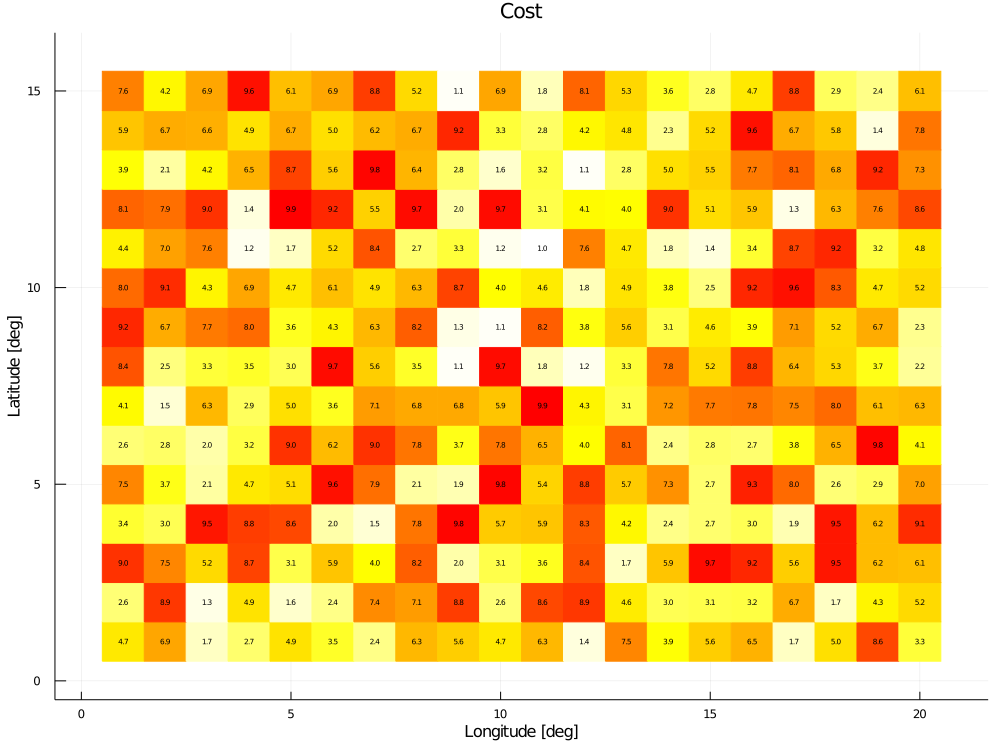 Cost
15
7.6 4.2 6.9 9.6 6.1 6.9 8.8 5.2 1.1 6.9 1.8 8.1 5.3 3.6 2.8 4.7 8.8 2.9 2.4 6.1
5.9 6.7 6.6 4.9 6.7 5.0 6.2 6.7 9.2 3.3 2.8 4.2 4.8 2.3 5.2 9.6 6.7 5.8 1.4 7.8
3.9 2.1 4.2 6.5 8.7 5.6 9.8 6.4 2.8 1.6 3.2 1.1 2.8 5.0 5.5 7.7 8.1 6.8 9.2 7.3
8.1 7.9 9.0 1.4 9.9 9.2 5.5 9.7 2.0 9.7 3.1 4.1 4.0 9.0 5.1 5.9 1.3 6.3 7.6 8.6
4.4 7.0 7.6 1.2 1.7 5.2 8.4 2.7 3.3 1.2 1.0 7.6 4.7 1.8 1.4 3.4 8.7 9.2 3.2 4.8
10
8.0 9.1 4.3 6.9 4.7 6.1 4.9 6.3 8.7 4.0 4.6 1.8 4.9 3.8 2.5 9.2 9.6 8.3 4.7 5.2
9.2 6.7 7.7 8.0 3.6 4.3 6.3 8.2 1.3 1.1 8.2 3.8 5.6 3.1 4.6 3.9 7.1 5.2 6.7 2.3
8.4 2.5 3.3 3.5 3.0 9.7 5.6 3.5 1.1 9.7 1.8 1.2 3.3 7.8 5.2 8.8 6.4 5.3 3.7 2.2
4.1 1.5 6.3 2.9 5.0 3.6 7.1 6.8 6.8 5.9 9.9 4.3 3.1 7.2 7.7 7.8 7.5 8.0 6.1 6.3
2.6 2.8 2.0 3.2 9.0 6.2 9.0 7.8 3.7 7.8 6.5 4.0 8.1 2.4 2.8 2.7 3.8 6.5 9.8 4.1
5
7.5 3.7 2.1 4.7 5.1 9.6 7.9 2.1 1.9 9.8 5.4 8.8 5.7 7.3 2.7 9.3 8.0 2.6 2.9 7.0
3.4 3.0 9.5 8.8 8.6 2.0 1.5 7.8 9.8 5.7 5.9 8.3 4.2 2.4 2.7 3.0 1.9 9.5 6.2 9.1
9.0 7.5 5.2 8.7 3.1 5.9 4.0 8.2 2.0 3.1 3.6 8.4 1.7 5.9 9.7 9.2 5.6 9.5 6.2 6.1
2.6 8.9 1.3 4.9 1.6 2.4 7.4 7.1 8.8 2.6 8.6 8.9 4.6 3.0 3.1 3.2 6.7 1.7 4.3 5.2
4.7 6.9 1.7 2.7 4.9 3.5 2.4 6.3 5.6 4.7 6.3 1.4 7.5 3.9 5.6 6.5 1.7 5.0 8.6 3.3
0
Latitude [deg]
0 5 10 15 20
Longitude [deg]